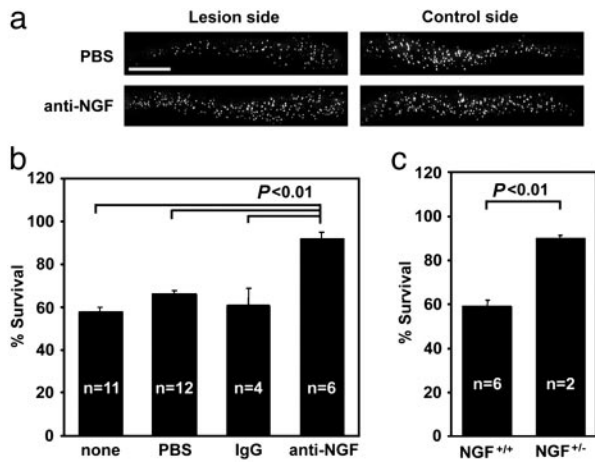 a
Lesion side Control side
PBS
anti-NGF
b
% Survival
120
100
80
60
40
20
0
P<0.01
n=11 n=12 n=4 n=6
none PBS IgG anti-NGF
c
% Survival
120
100
80
60
40
20
0
P<0.01
n=6 n=2
NGF+/+ NGF+/-